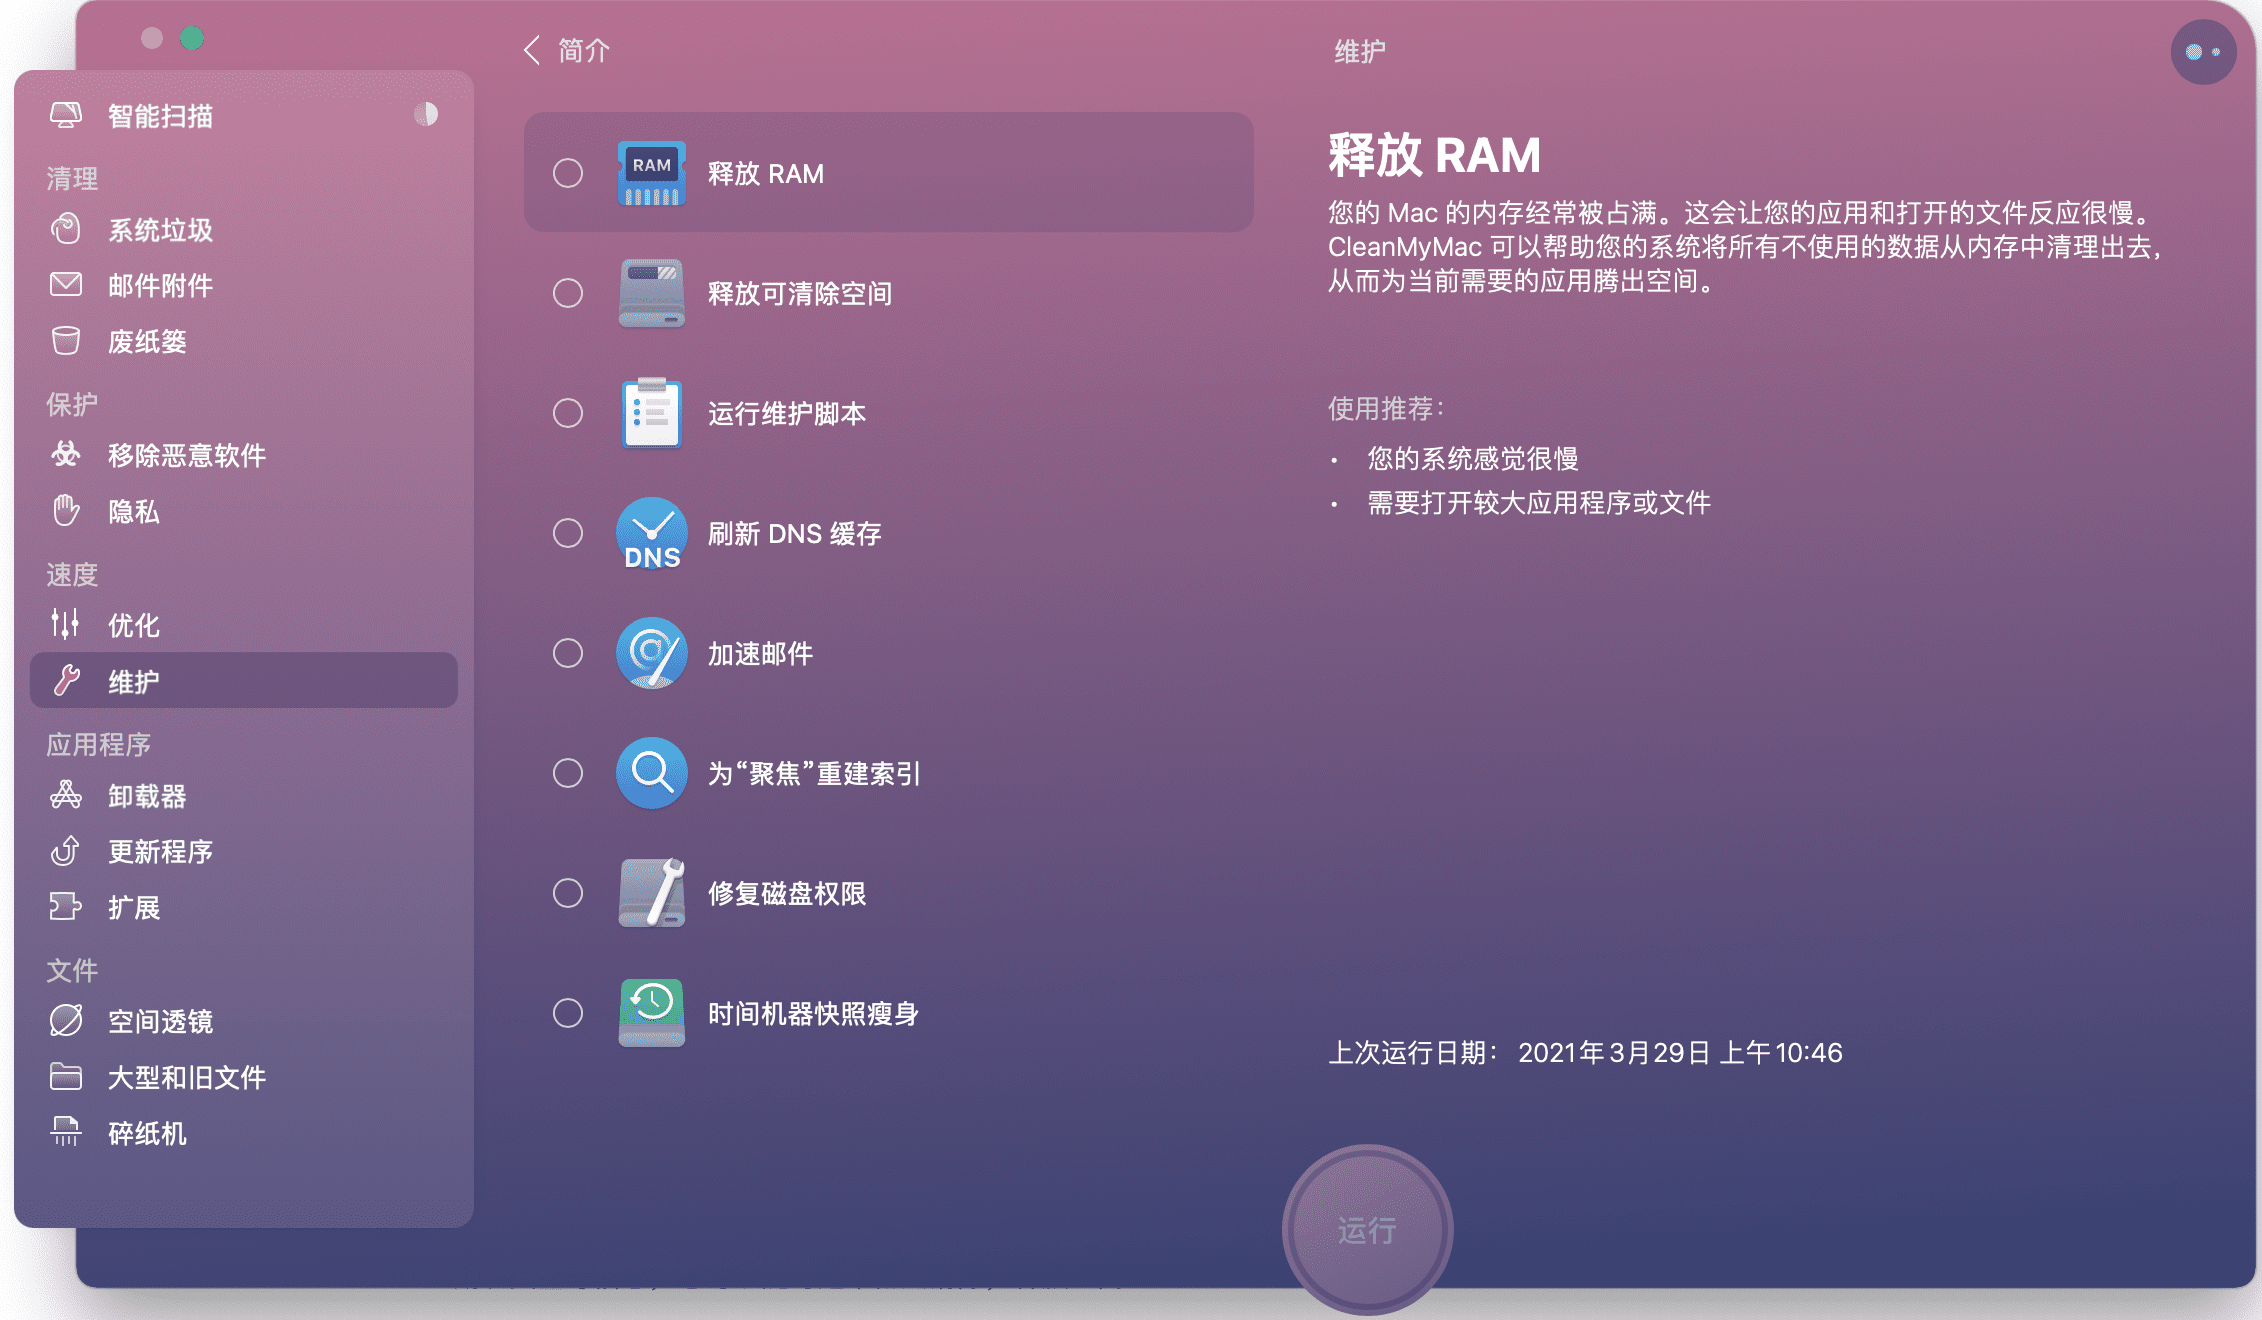 智能扫描
清理
系统垃圾
邮件附件
废纸篓
保护
移除恶意软件
隐私
速度
优化
维护
应用程序
卸载器
更新程序
扩展
文件
空间透镜
大型和旧文件
碎纸机
简介
RAM
释放 RAM
释放可清除空间
运行维护脚本
DNS
刷新 DNS 缓存
加速邮件
为“聚焦”重建索引
修复磁盘权限
时间机器快照瘦身
维护
释放 RAM
您的 Mac 的内存经常被占满。这会让您的应用和打开的文件反应很慢。
CleanMyMac 可以帮助您的系统将所有不使用的数据从内存中清理出去，
从而为当前需要的应用腾出空间。
使用推荐：
• 您的系统感觉很慢
• 需要打开较大应用程序或文件
上次运行日期： 2021年3月29日 上午10:46
运行